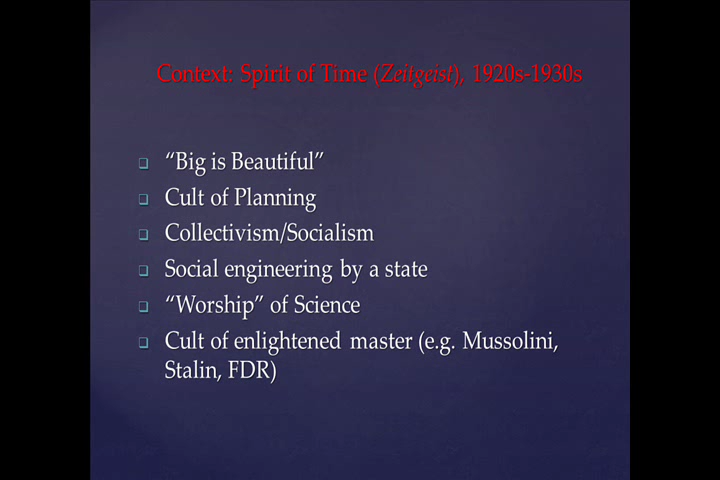 Context: Spirit of Time (Zeitgeist), 1920s-1930s
“Big is Beautiful”
Cult of Planning
Collectivism/Socialism
Social engineering by a state
“Worship” of Science
Cult of enlightened master (e.g. Mussolini,
Stalin, FDR)